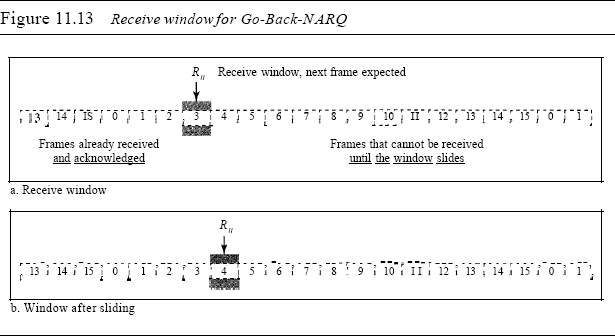 Figure 11.13 Receive window for Go-Back-NARQ
Rn Receive window, next frame expected
13 14 IS 0 1 2 3 4 5 6 7 8 9 10 II 12 13 14 15 0 1
Frames already received
and acknowledged
Frames that cannot be received
until the window slides
a. Receive window
Rn
13 14 15 0 1 2 3 4 5 6 7 8 9 10 II 12 13 14 15 0 1
b. Window after sliding